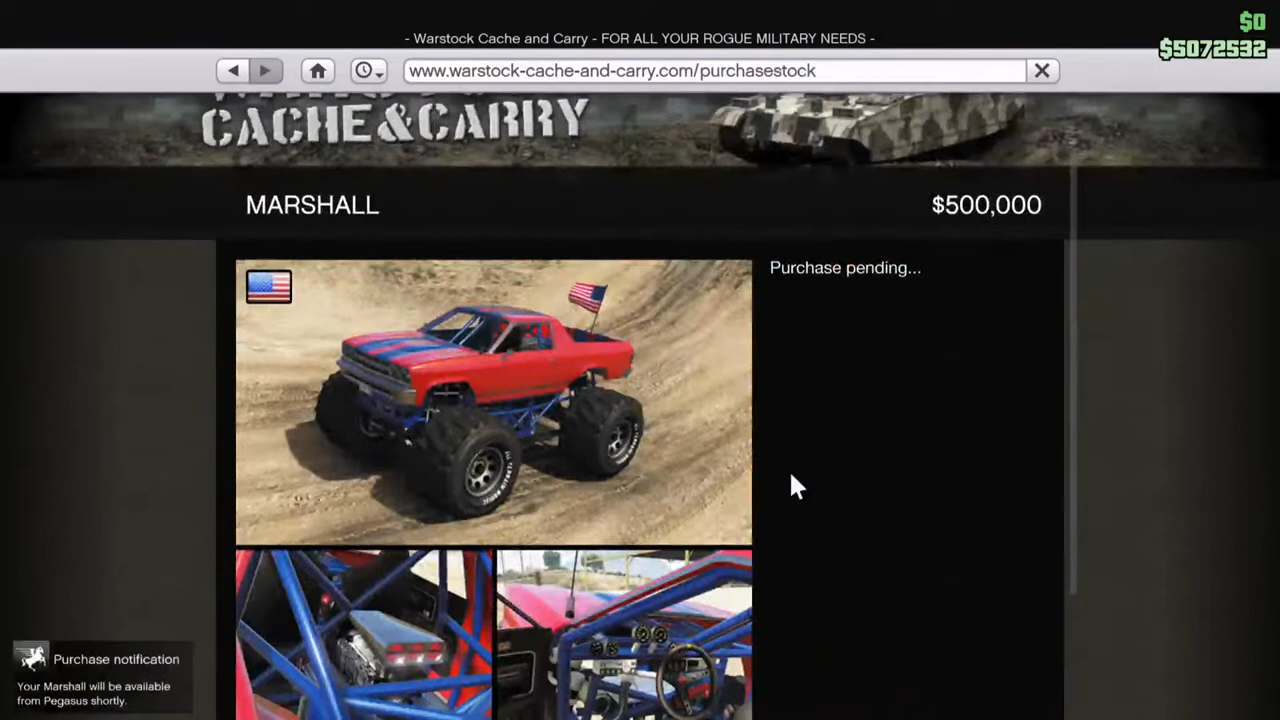 $0
- Warstock Cache and Carry - FOR ALL YOUR ROGUE MILITARY NEEDS -
$5072532
www.warstock-cache-and-carry.com/purchasestock
CACHE&CARRY
MARSHALL
$500,000
Purchase pending...
Purchase notification
Your Marshall will be available
from Pegasus shortly.